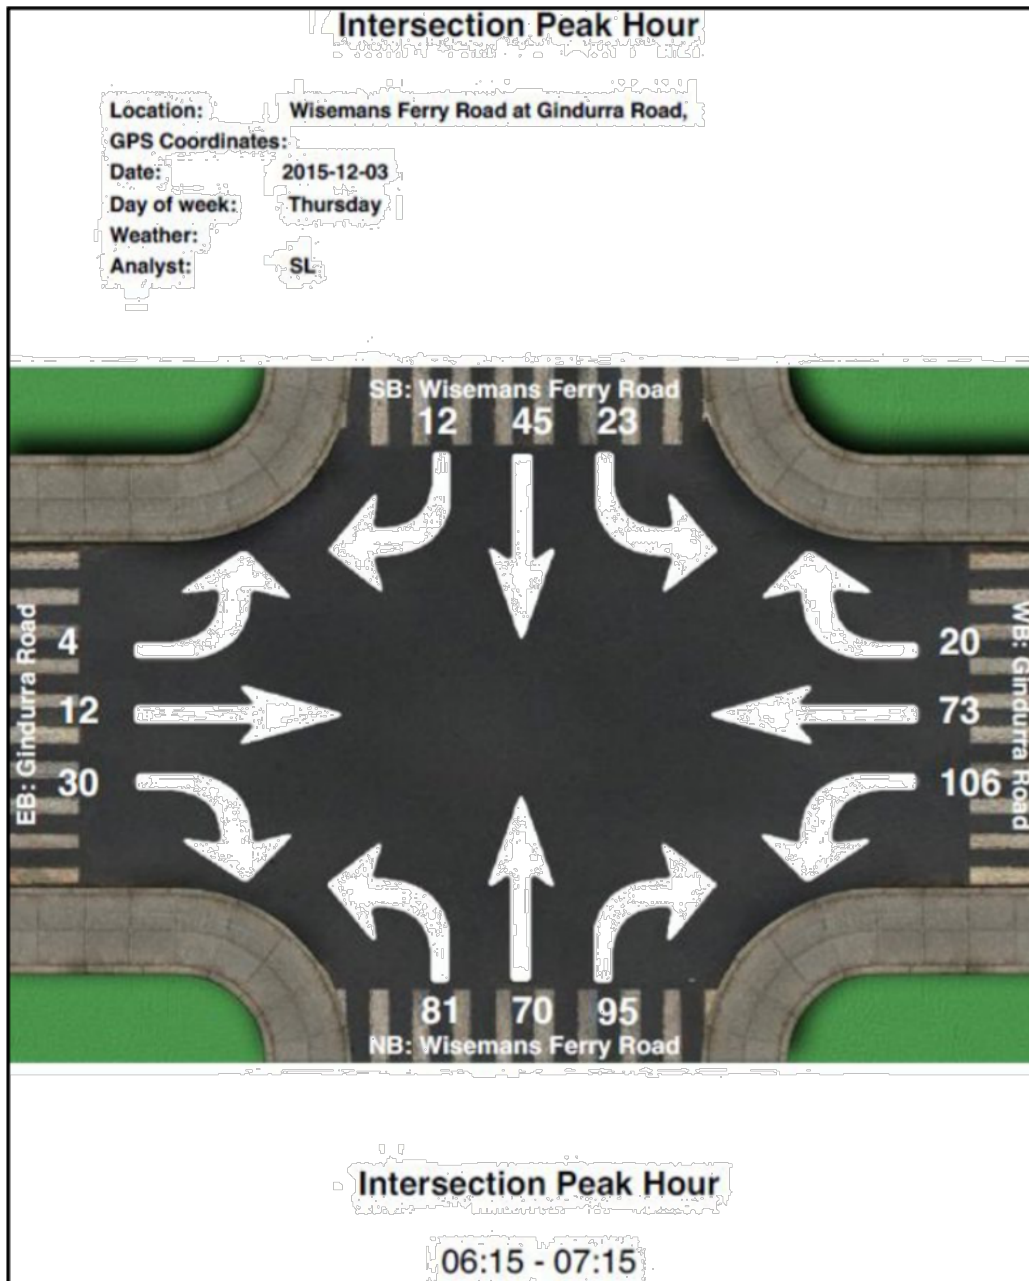 Intersection Peak Hour
Location: Wisemans Ferry Road at Gindurra Road,
GPS Coordinates:
Date: 2015-12-03
Day of week: Thursday
Weather:
Analyst: SL
SB: Wisemans Ferry Road
12 45 23
EB: Gindurra Road
4
12
30
20
73
106
WB: Gindurra Road
81 70 95
NB: Wisemans Ferry Road
Intersection Peak Hour
06:15 - 07:15